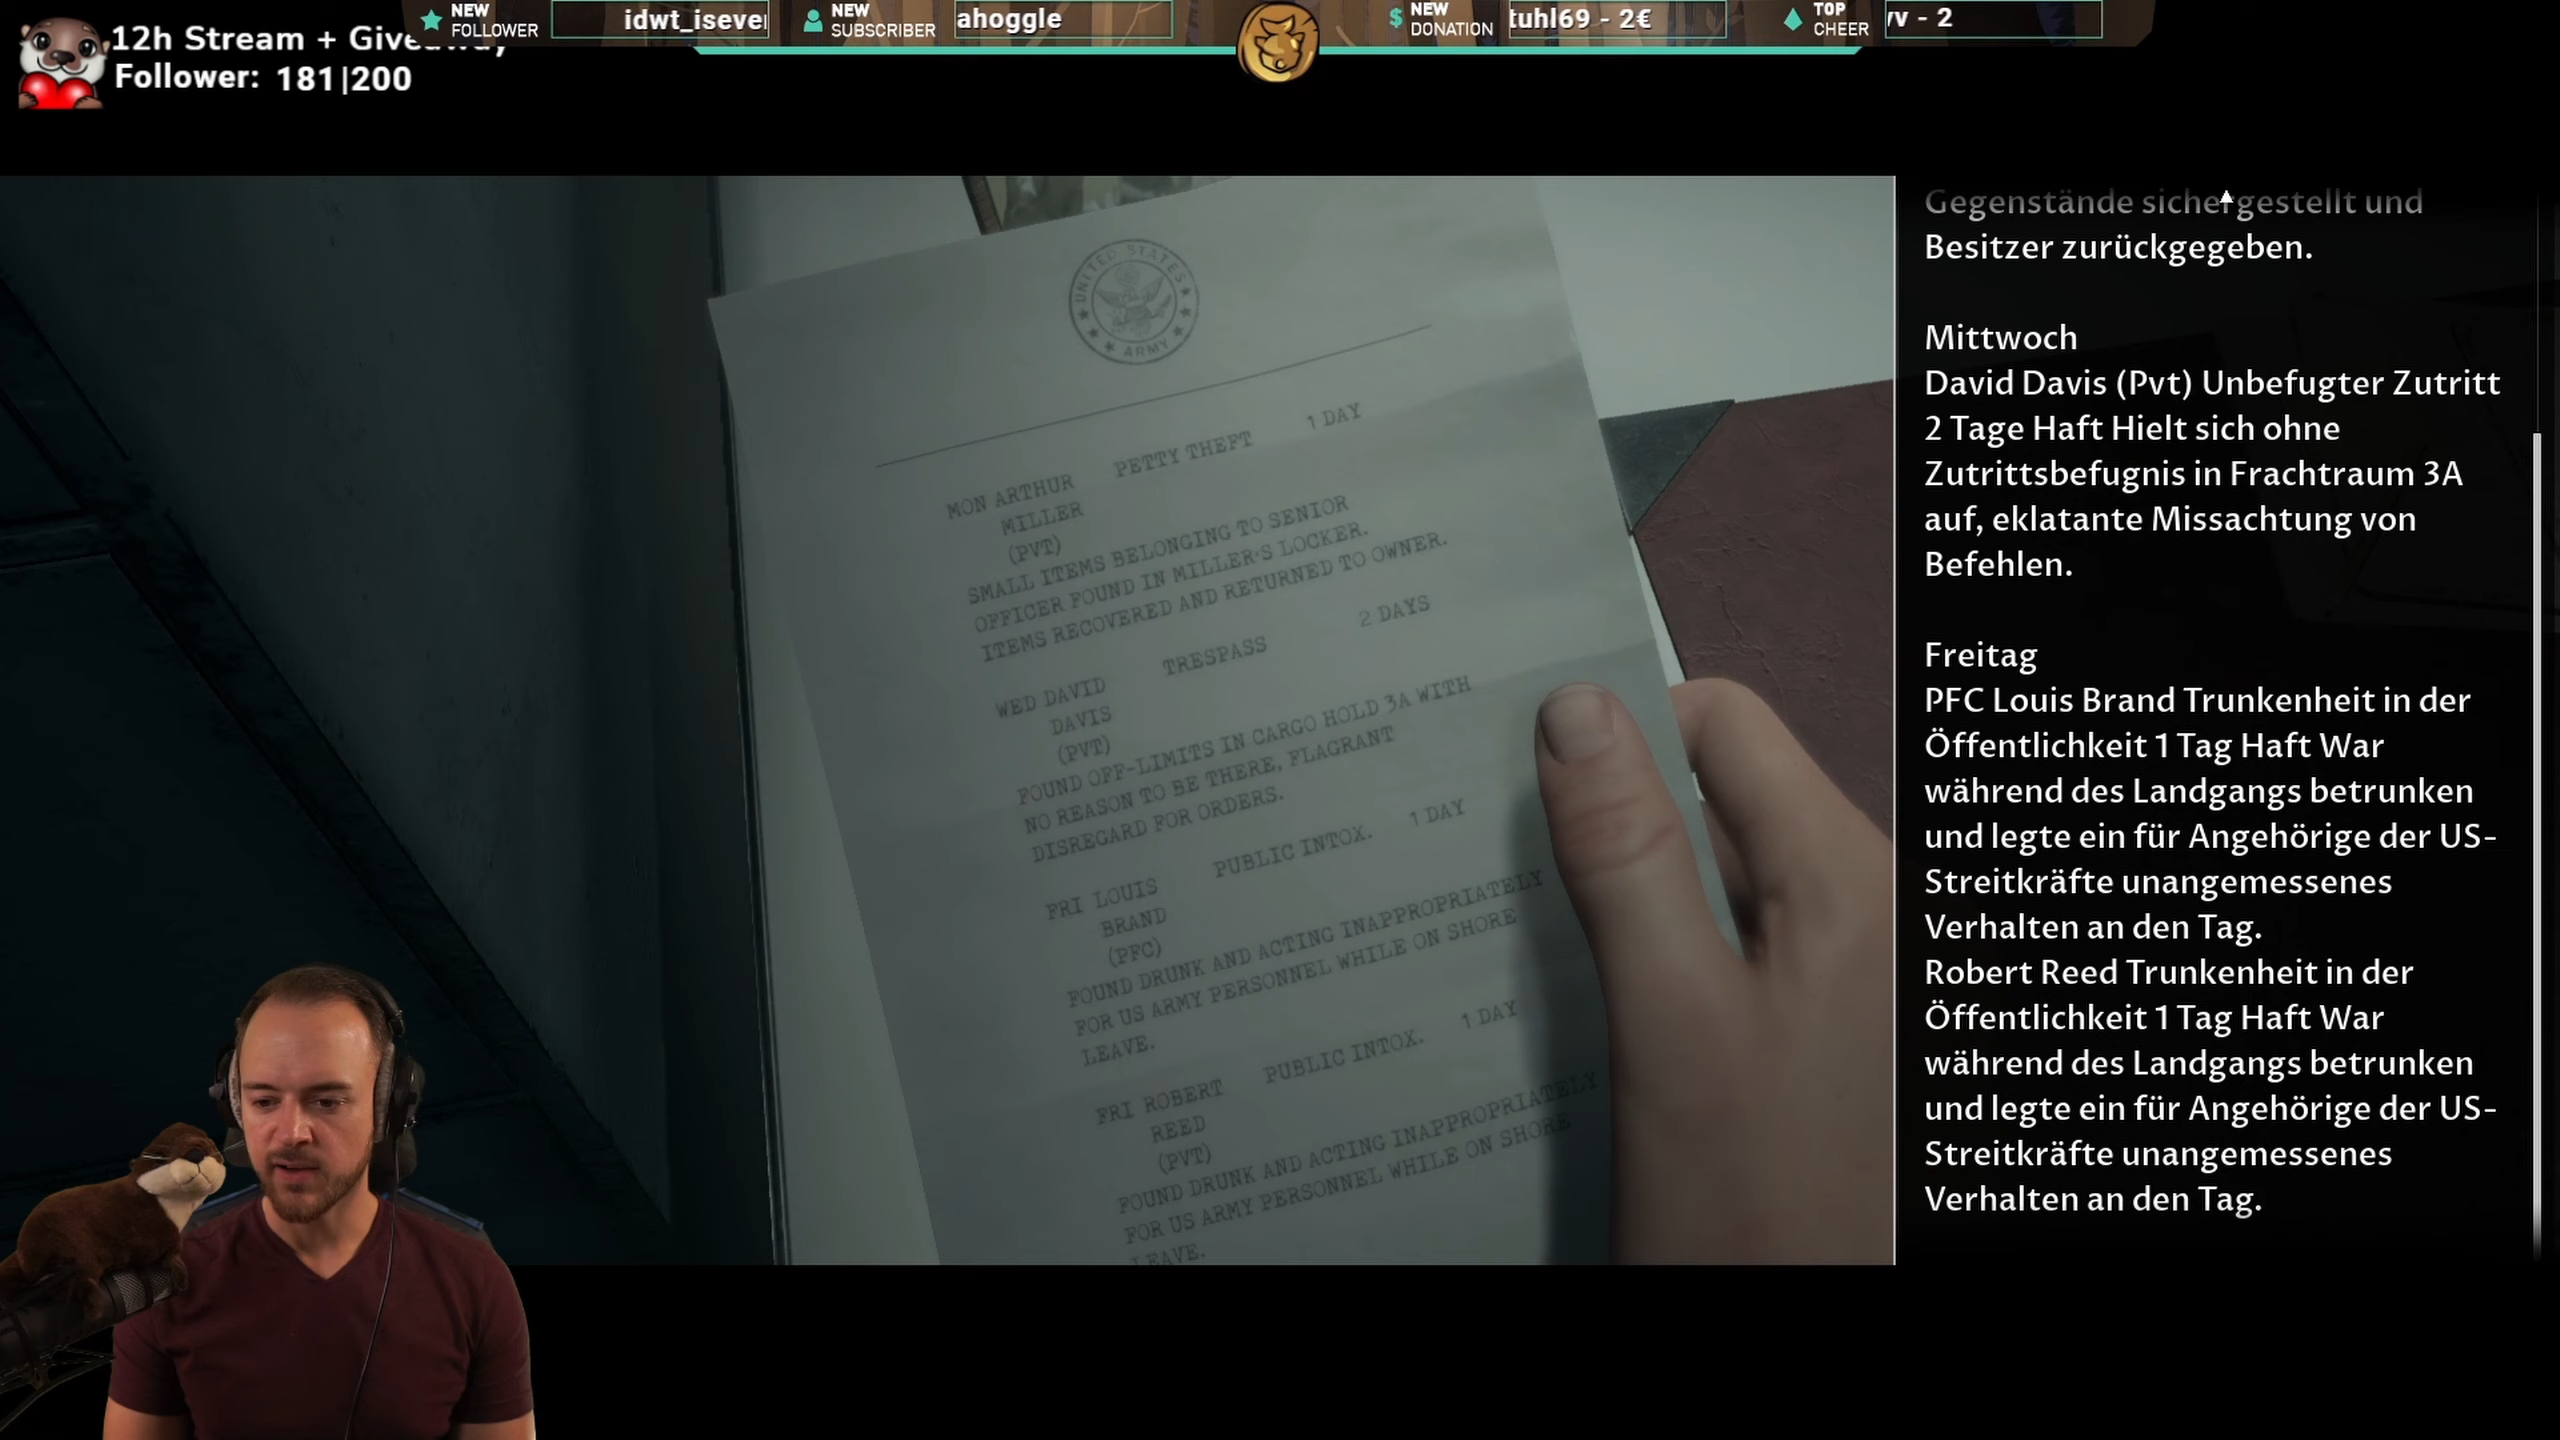 12h Stream + Giveaway
Follower: 181|200
NEW FOLLOWER
idwt_isever
NEW SUBSCRIBER
ahoggle
NEW DONATION
tuhl69 - 2€
TOP CHEER
- 2
UNITED STATES
ARMY
MON ARTHUR PETTY THEFT 1 DAY
MILLER
(PVT)
SMALL ITEMS BELONGING TO SENIOR
OFFICER FOUND IN MILLER'S LOCKER.
ITEMS RECOVERED AND RETURNED TO OWNER.
WED DAVID TRESPASS 2 DAYS
DAVIS
(PVT)
FOUND OFF-LIMITS IN CARGO HOLD 3A WITH
NO REASON TO BE THERE, FLAGRANT
DISREGARD FOR ORDERS.
FRI LOUIS PUBLIC INTOX. 1 DAY
BRAND
(PFC)
FOUND DRUNK AND ACTING INAPPROPRIATELY
FOR US ARMY PERSONNEL WHILE ON SHORE
LEAVE.
FRI ROBERT PUBLIC INTOX. 1 DAY
REED
(PVT)
FOUND DRUNK AND ACTING INAPPROPRIATELY
FOR US ARMY PERSONNEL WHILE ON SHORE
LEAVE.
Gegenstände sichergestellt und
Besitzer zurückgegeben.
Mittwoch
David Davis (Pvt) Unbefugter Zutritt
2 Tage Haft Hielt sich ohne
Zutrittsbefugnis in Frachtraum 3A
auf, eklatante Missachtung von
Befehlen.
Freitag
PFC Louis Brand Trunkenheit in der
Öffentlichkeit 1 Tag Haft War
während des Landgangs betrunken
und legte ein für Angehörige der US-
Streitkräfte unangemessenes
Verhalten an den Tag.
Robert Reed Trunkenheit in der
Öffentlichkeit 1 Tag Haft War
während des Landgangs betrunken
und legte ein für Angehörige der US-
Streitkräfte unangemessenes
Verhalten an den Tag.